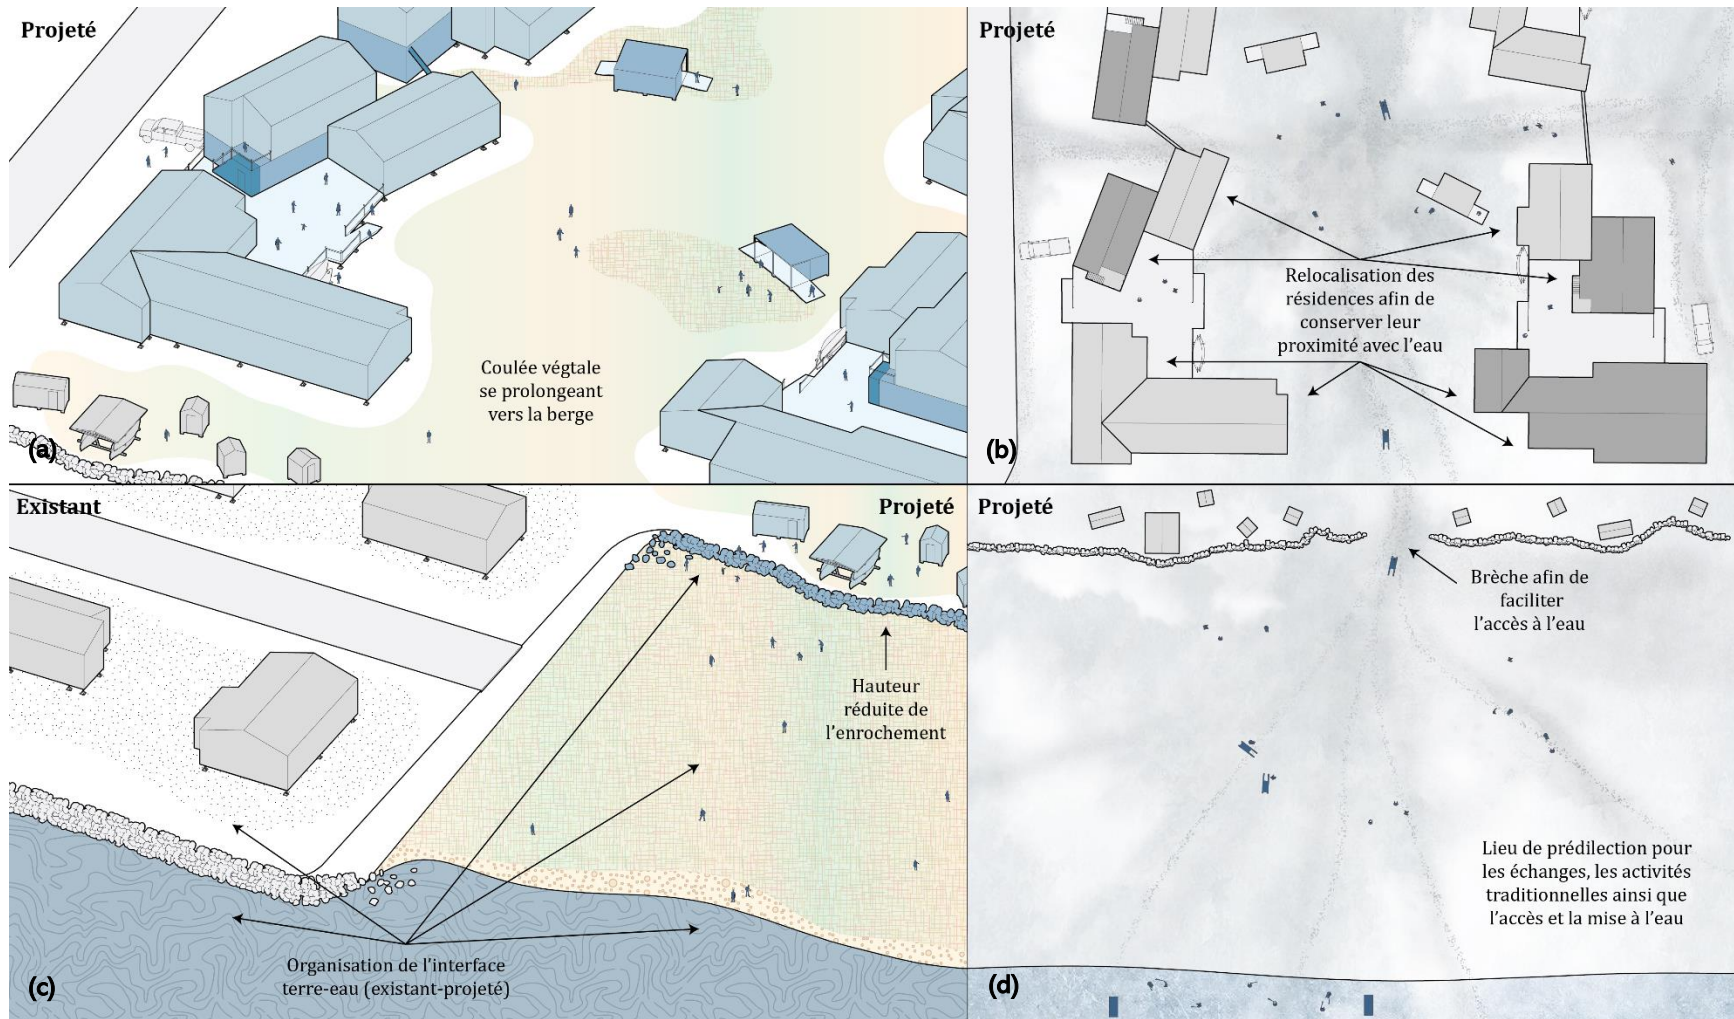 Projeté
Coulée végtale
se prolongeant
vers la berge
(a)
Projeté
Relocalisation des
résidences afin de
conserver leur
proximité avec l'eau
(b)
Existant
Projeté
Hauteur
réduite de
l'enrochement
Organisation de l'interface
terre-eau (existant-projeté)
(c)
Projeté
Brèche afin de
faciliter
l'accès à l'eau
Lieu de prédilection pour
les échanges, les activités
traditionnelles ainsi que
l'accès et la mise à l'eau
(d)